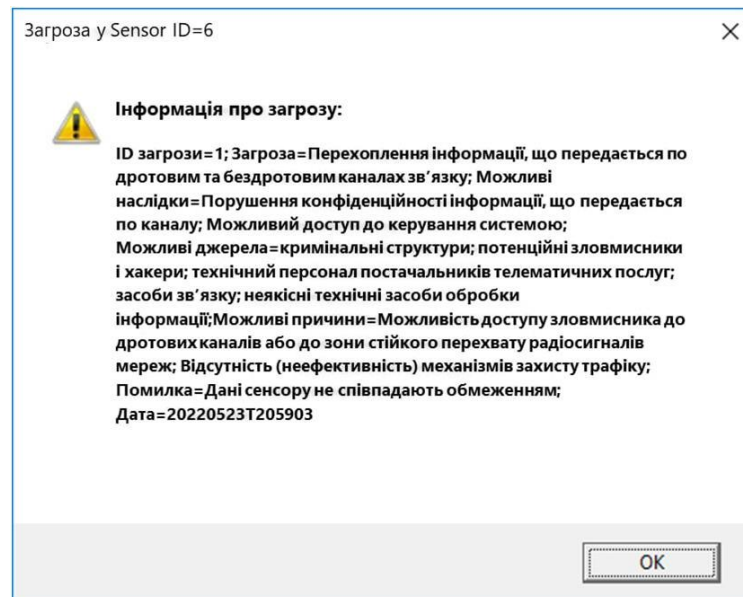 Загроза у Sensor ID=6
Інформація про загрозу:
ID загрози=1; Загроза=Перехоплення інформації, що передається по
дротовим та бездротовим каналах зв’язку; Можливі
наслідки=Порушення конфіденційності інформації, що передається
по каналу; Можливий доступ до керування системою;
Можливі джерела=кримінальні структури; потенційні зловмисники
і хакери; технічний персонал постачальників телематичних послуг;
засоби зв’язку; неякісні технічні засоби обробки
інформації;Можливі причини=Можливість доступу зловмисника до
дротових каналів або до зони стійкого перехвату радіосигналів
мереж; Відсутність (неефективність) механізмів захисту трафіку;
Помилка=Дані сенсору не співпадають обмеженням;
Дата=20220523T205903
OK